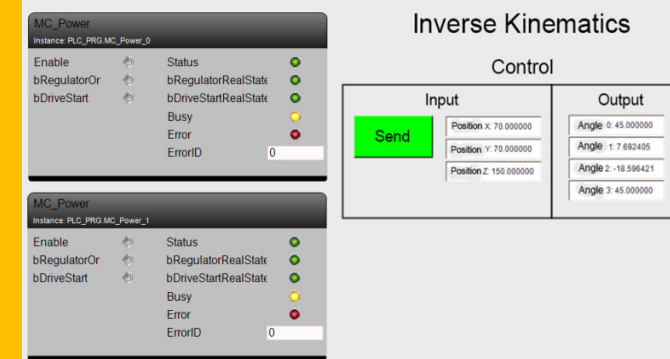 MC_Power
Instance: PLC_PRG.MC_Power_0
Enable Status
bRegulatorOr bRegulatorRealState
bDriveStart bDriveStartRealState
Busy
Error
ErrorID 0
MC_Power
Instance: PLC_PRG.MC_Power_1
Enable Status
bRegulatorOr bRegulatorRealState
bDriveStart bDriveStartRealState
Busy
Error
ErrorID 0
Inverse Kinematics
Control
Input Output
Send
Position X: 70.000000
Position Y: 70.000000
Position Z: 150.000000
Angle 0: 45.000000
Angle 1: 7.692405
Angle 2: -18.596421
Angle 3: 45.000000